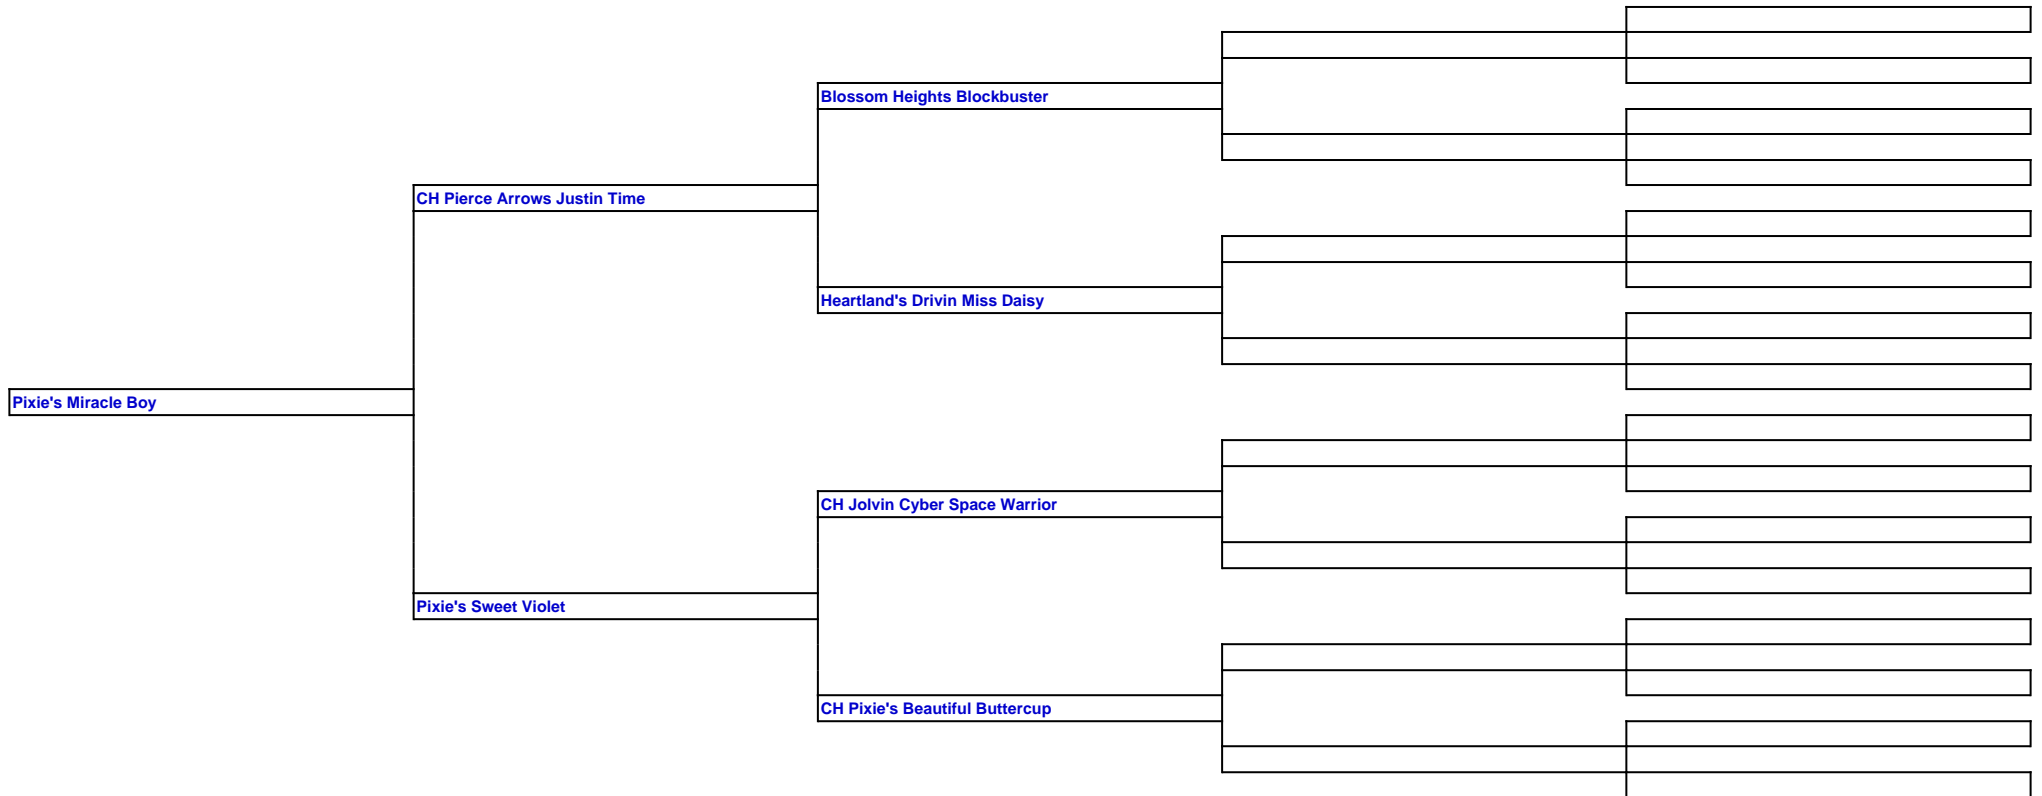 Blossom Heights Blockbuster
CH Pierce Arrows Justin Time
Heartland's Drivin Miss Daisy
Pixie's Miracle Boy
CH Jolvin Cyber Space Warrior
Pixie's Sweet Violet
CH Pixie's Beautiful Buttercup